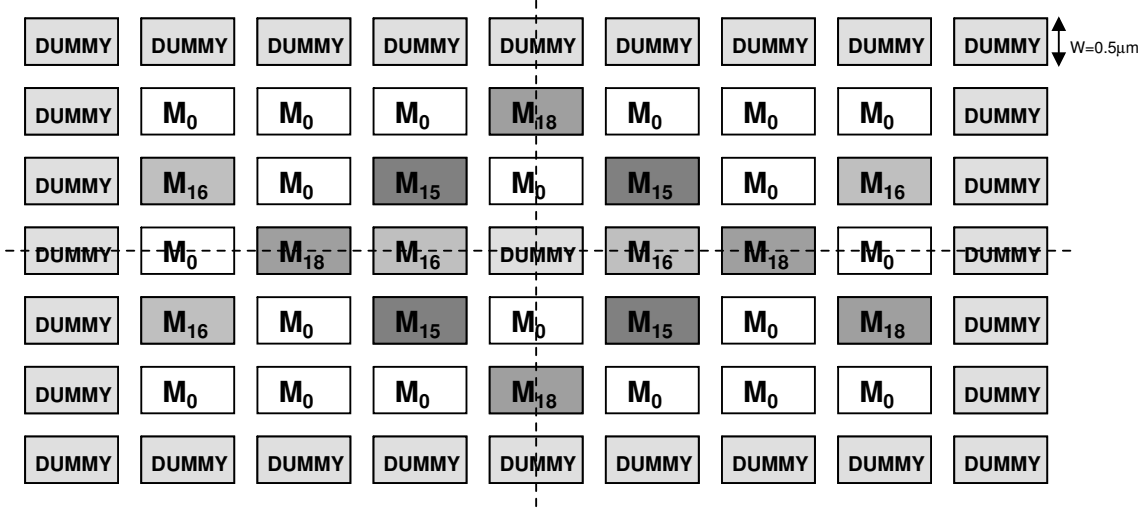 DUMMY DUMMY DUMMY DUMMY DUMMY DUMMY DUMMY DUMMY DUMMY W=0.5μm
DUMMY M0 M0 M0 M18 M0 M0 M0 DUMMY
DUMMY M16 M0 M15 M0 M15 M0 M16 DUMMY
DUMMY M0 M18 M16 DUMMY M16 M18 M0 DUMMY
DUMMY M16 M0 M15 M0 M15 M0 M18 DUMMY
DUMMY M0 M0 M0 M18 M0 M0 M0 DUMMY
DUMMY DUMMY DUMMY DUMMY DUMMY DUMMY DUMMY DUMMY DUMMY